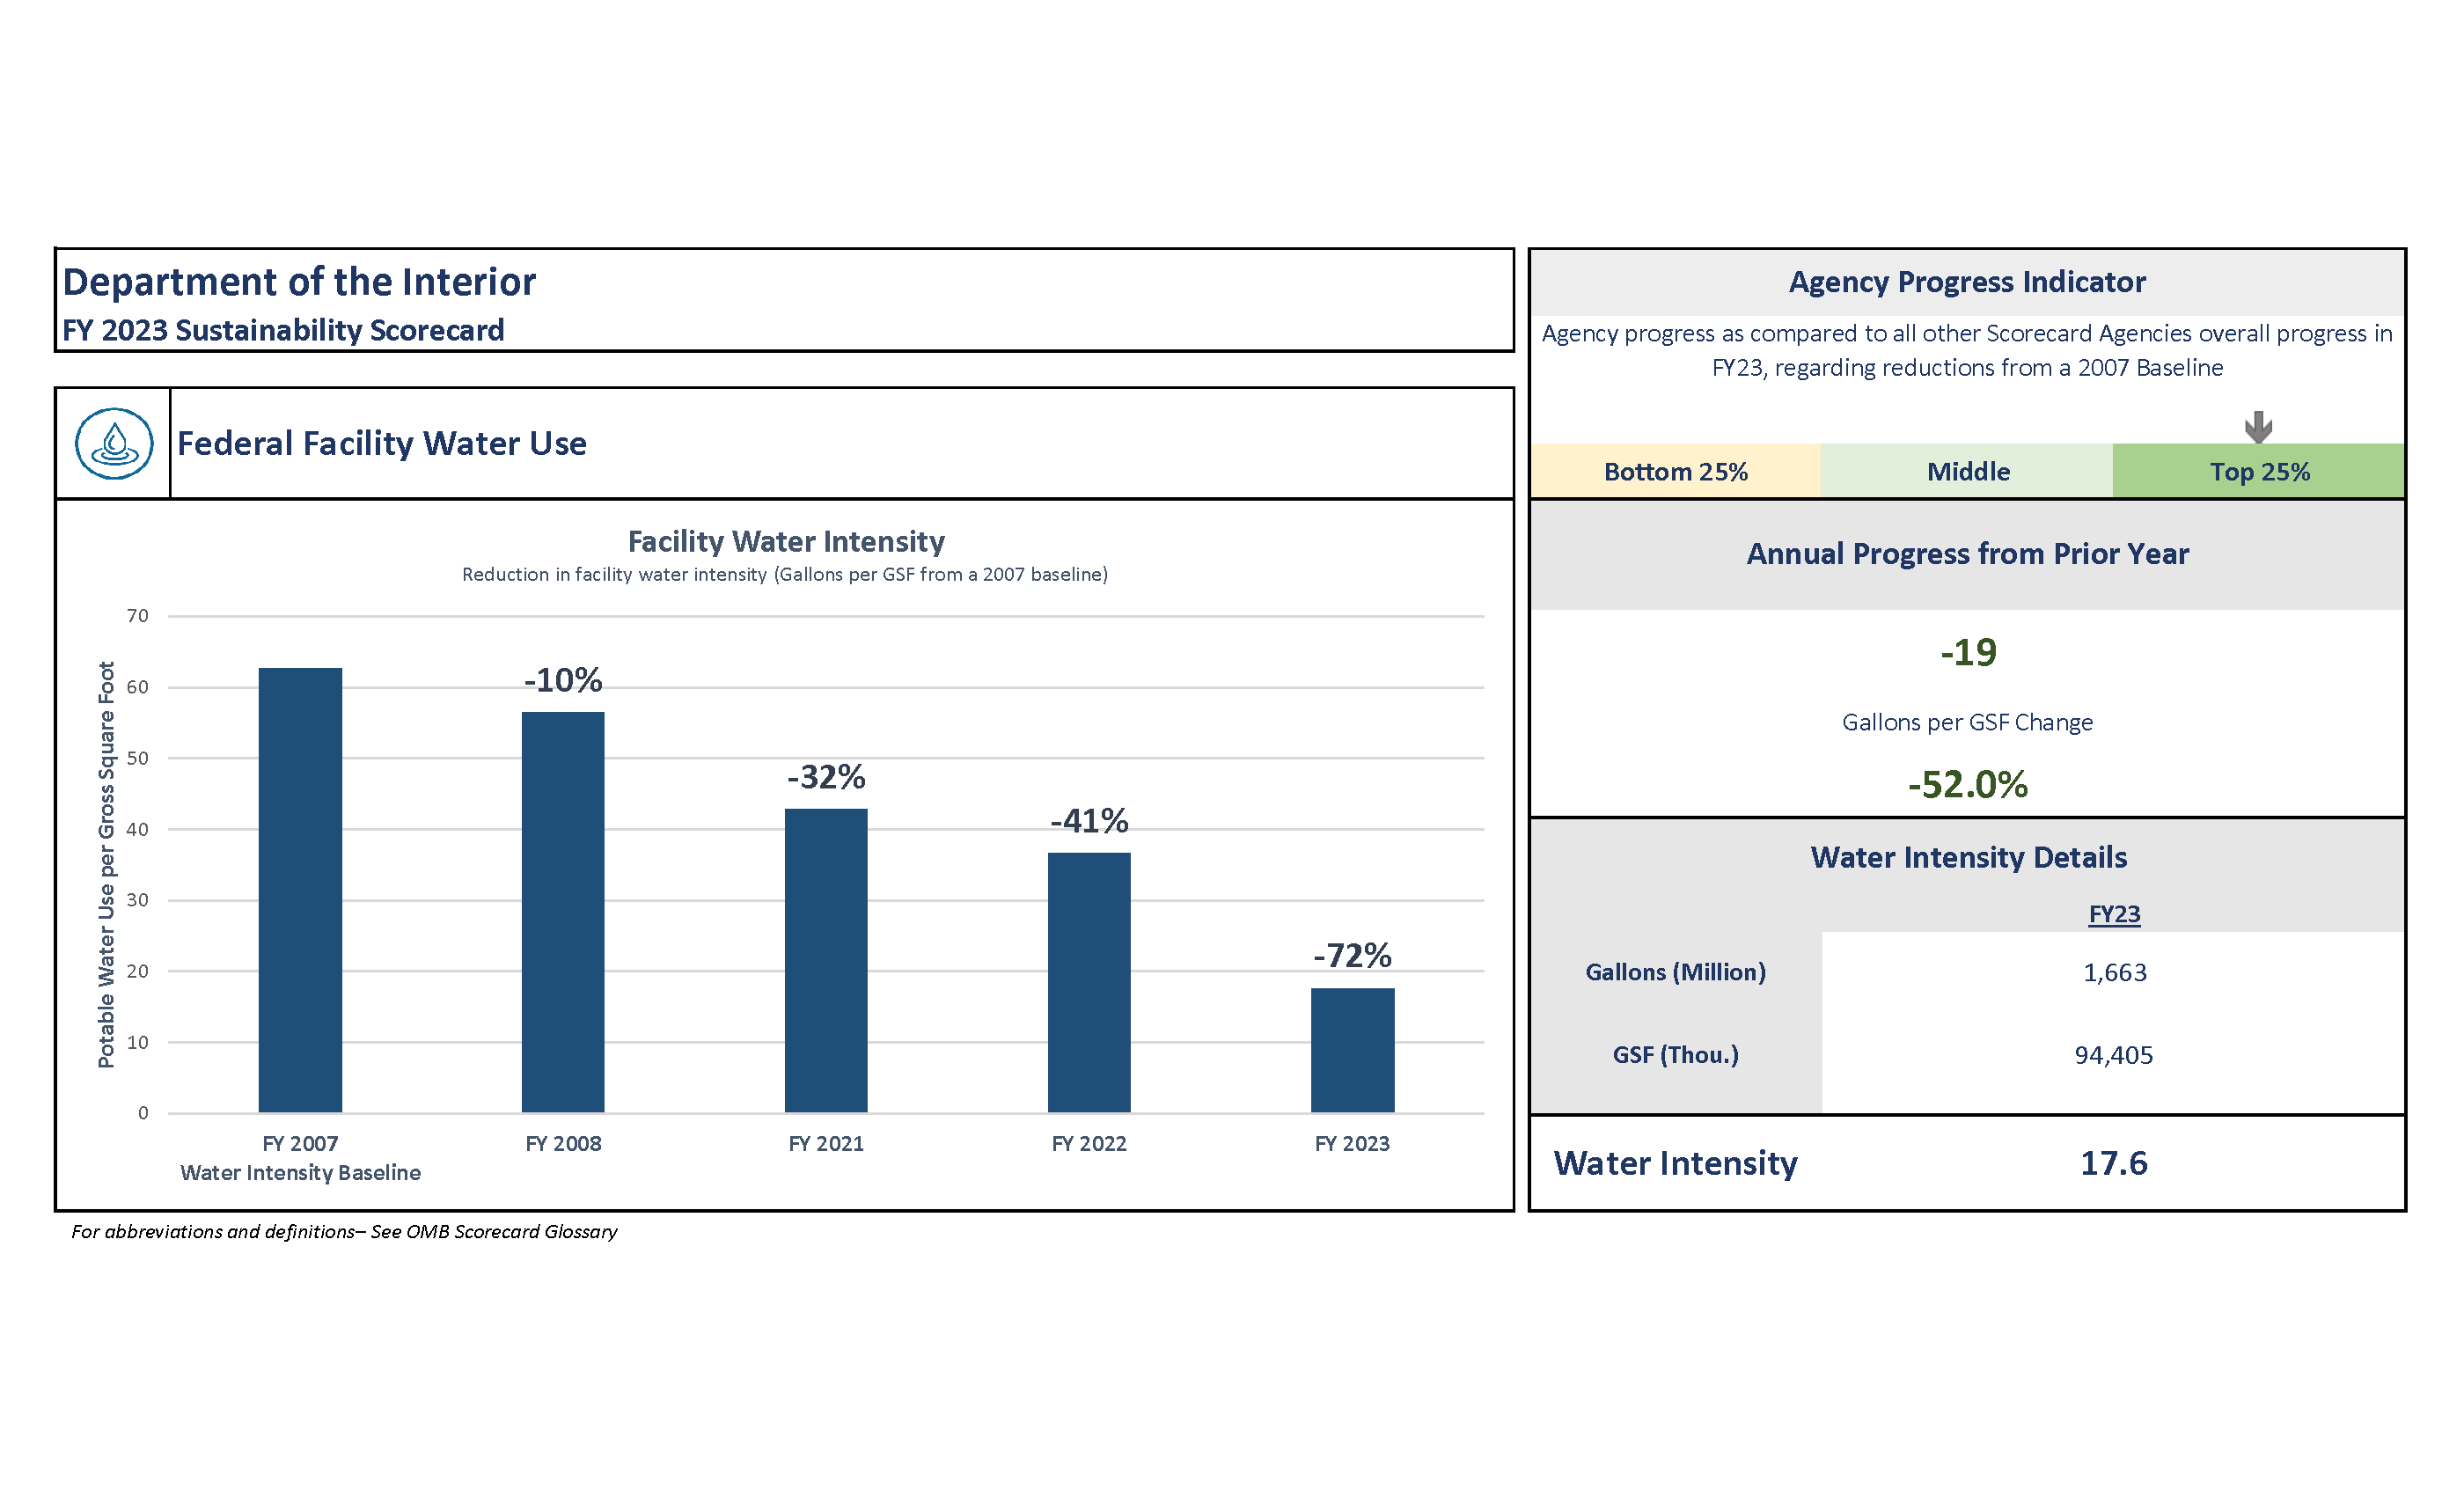 Department of the Interior
FY 2023 Sustainability Scorecard
Federal Facility Water Use
Facility Water Intensity
Reduction in facility water intensity (Gallons per GSF from a 2007 baseline)
Potable Water Use per Gross Square Foot
70
60
50
40
30
20
10
0
-10%
-32%
-41%
-72%
FY 2007
Water Intensity Baseline
FY 2008
FY 2021
FY 2022
FY 2023
For abbreviations and definitions– See OMB Scorecard Glossary
Agency Progress Indicator
Agency progress as compared to all other Scorecard Agencies overall progress in
FY23, regarding reductions from a 2007 Baseline
Bottom 25%
Middle
Top 25%
Annual Progress from Prior Year
-19
Gallons per GSF Change
-52.0%
Water Intensity Details
FY23
Gallons (Million) 1,663
GSF (Thou.) 94,405
Water Intensity 17.6